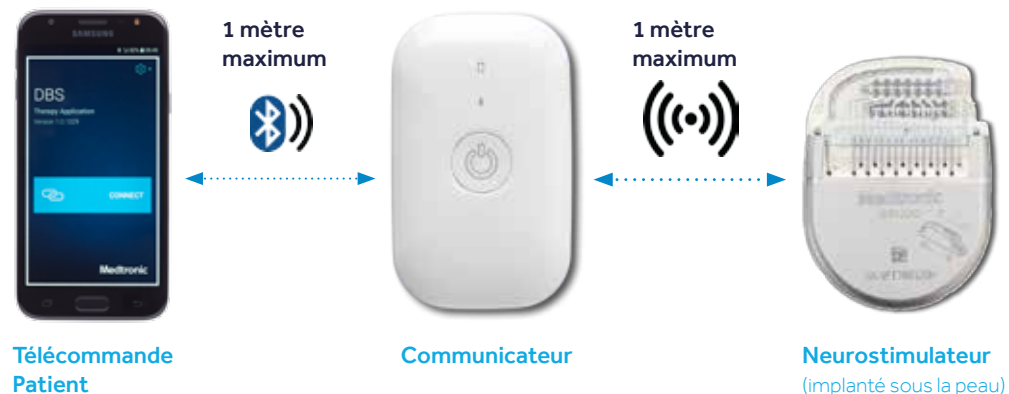 SAMSUNG
DBS
Therapy Application
CONNECT
Medtronic
Télécommande
Patient
1 mètre
maximum
Communicateur
1 mètre
maximum
Medtronic
Neurostimulateur
(implanté sous la peau)